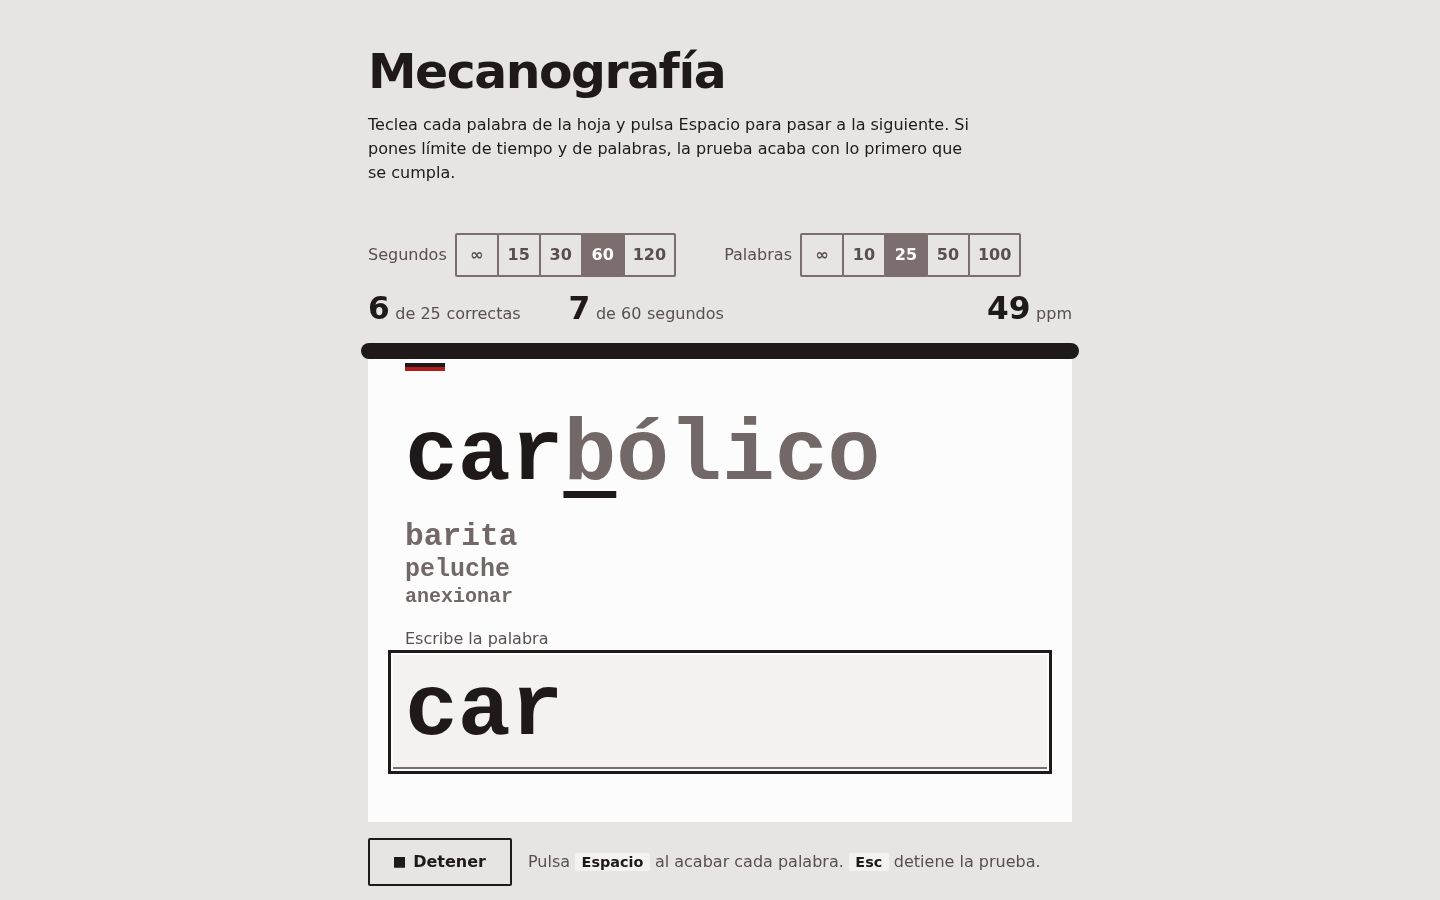 Mecanografía
Teclea cada palabra de la hoja y pulsa Espacio para pasar a la siguiente. Si
pones límite de tiempo y de palabras, la prueba acaba con lo primero que
se cumpla.
Segundos ∞ 15 30 60 120 Palabras ∞ 10 25 50 100
6 de 25 correctas 7 de 60 segundos 49 ppm
carbólico
barita
peluche
anexionar
Escribe la palabra
car
■ Detener Pulsa Espacio al acabar cada palabra. Esc detiene la prueba.